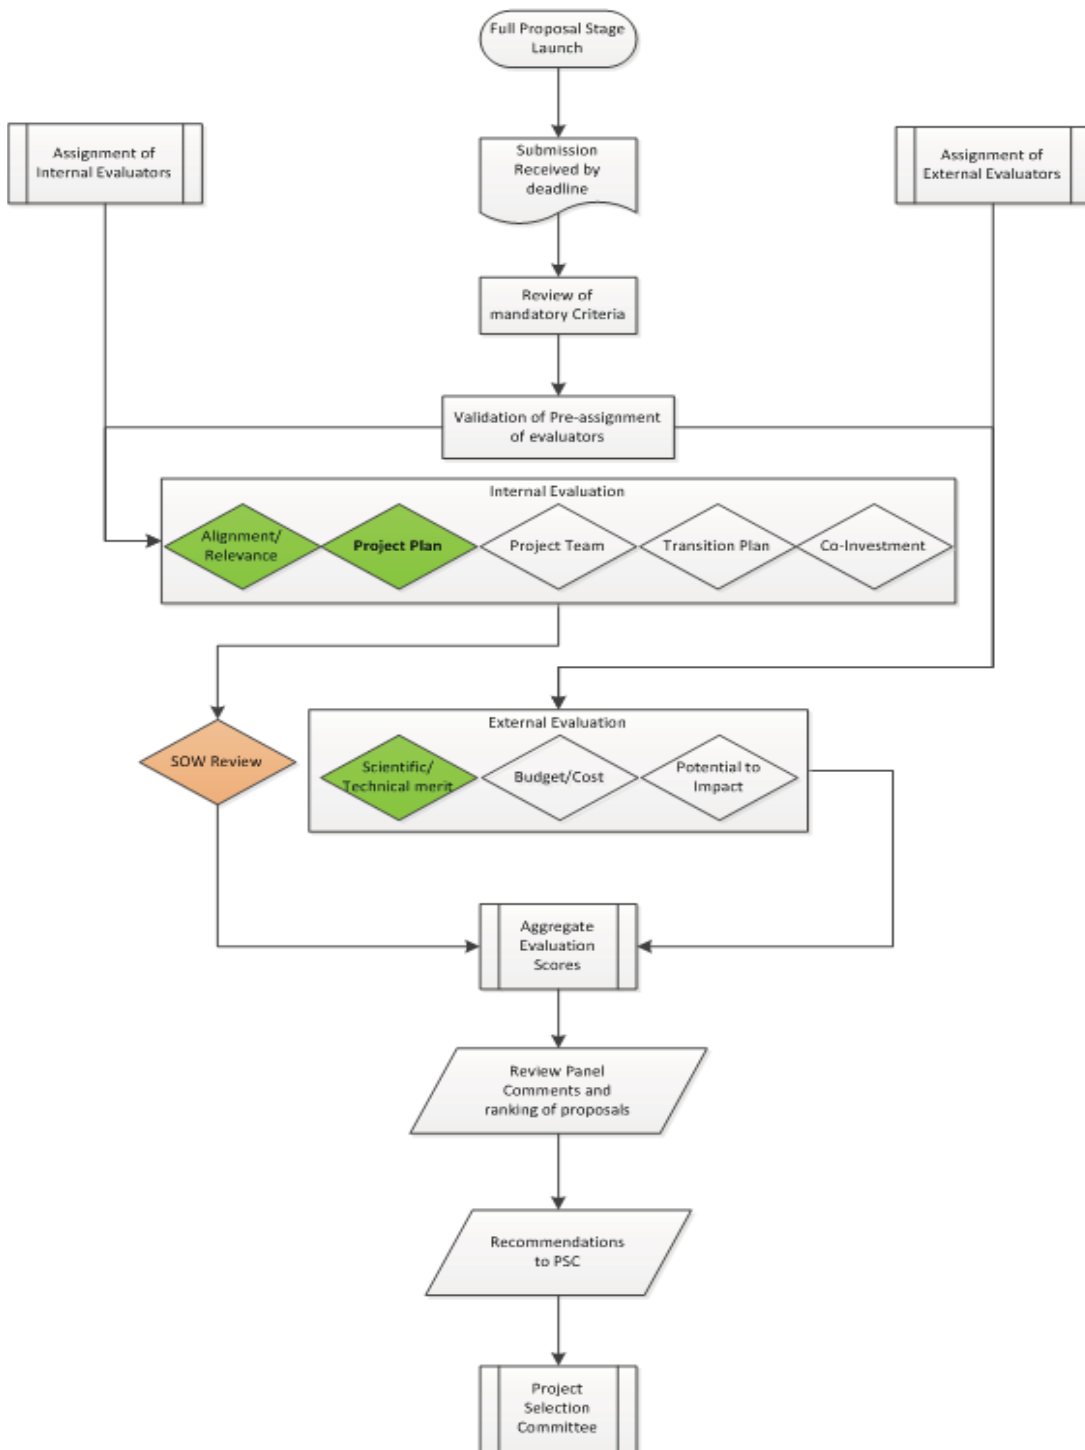 Full Proposal Stage
Launch
Assignment of
Internal Evaluators
Submission
Received by
deadline
Assignment of
External Evaluators
Review of
mandatory Criteria
Validation of Pre-assignment
of evaluators
Internal Evaluation
Alignment/
Relevance
Project Plan
Project Team
Transition Plan
Co-Investment
SOW Review
External Evaluation
Scientific/
Technical merit
Budget/Cost
Potential to
Impact
Aggregate
Evaluation
Scores
Review Panel
Comments and
ranking of proposals
Recommendations
to PSC
Project
Selection
Committee